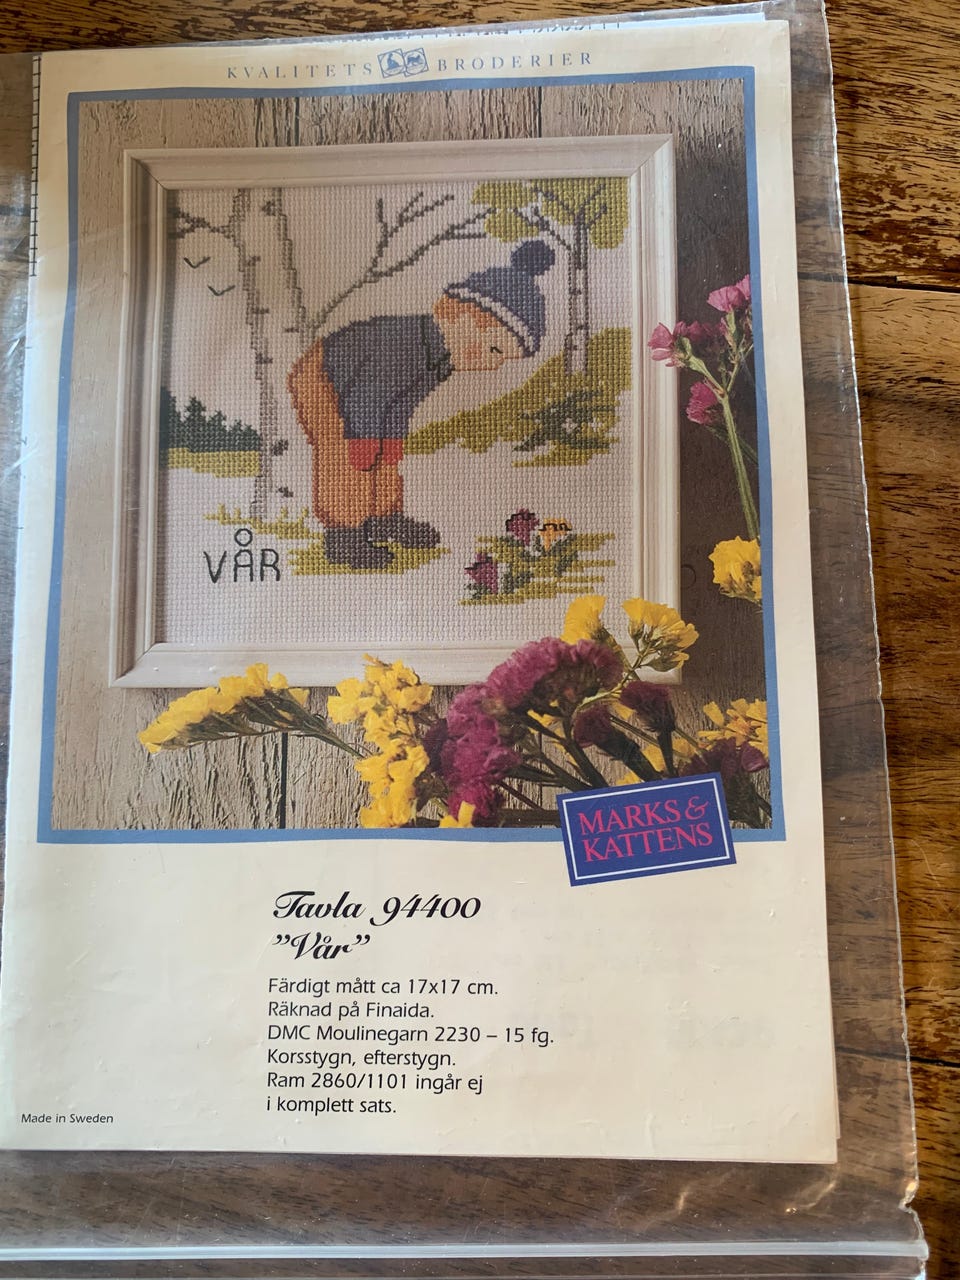 KVALITETS BRODERIER
VÅR
MARKS &
KATTENS
Tavla 94400
”Vår”
Färdigt mått ca 17x17 cm.
Räknad på Finaida.
DMC Moulinegarn 2230 – 15 fg.
Korsstygn, efterstygn.
Ram 2860/1101 ingår ej
i komplett sats.
Made in Sweden